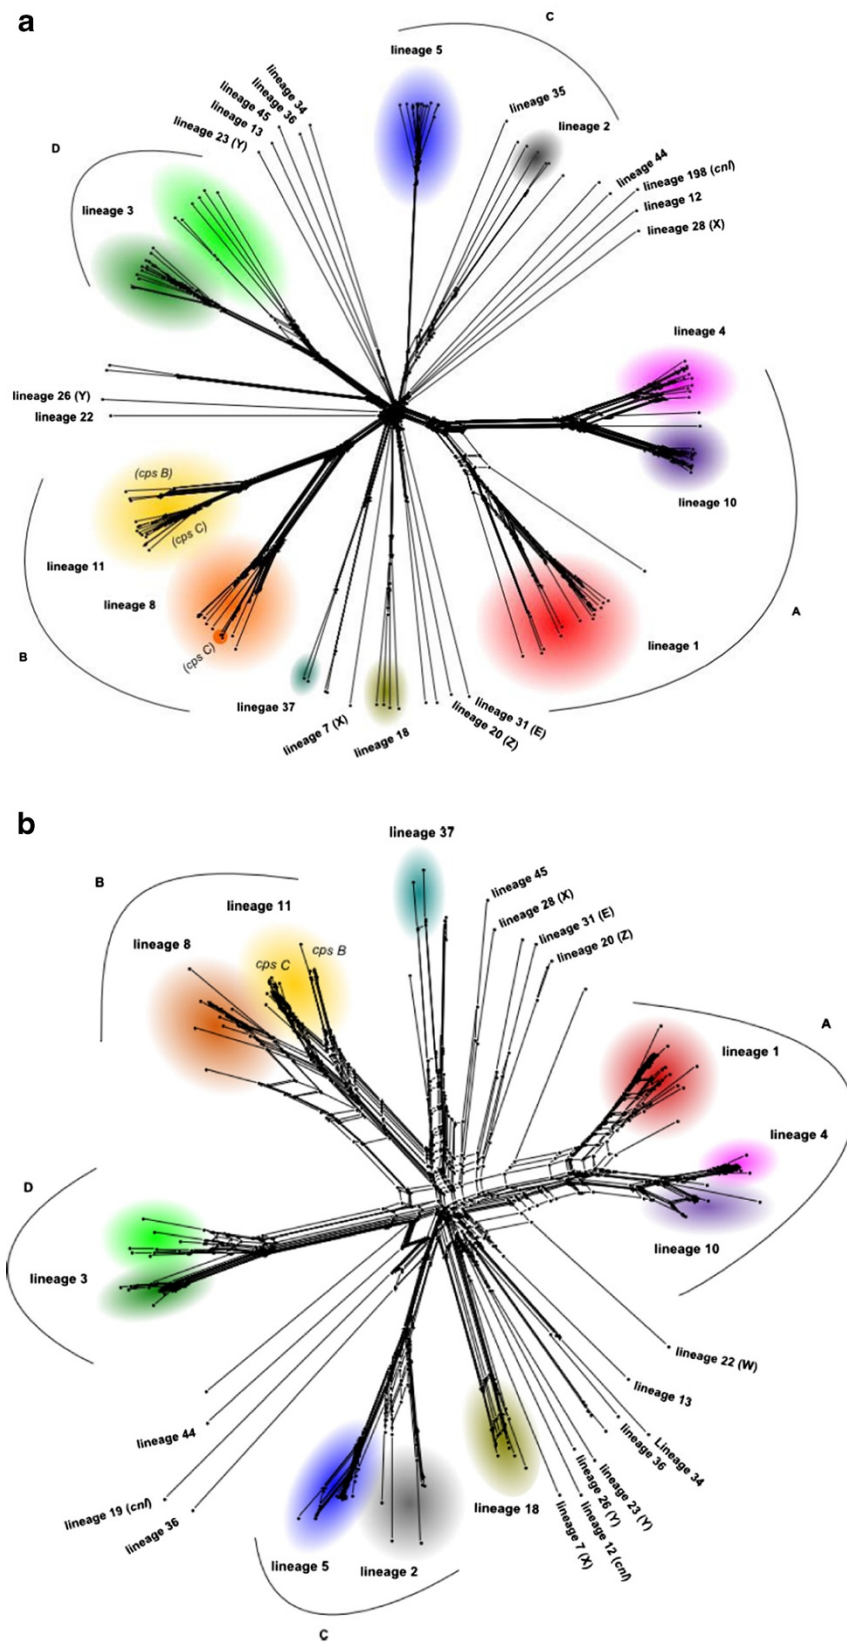 a
C
lineage 5
lineage 35
lineage 34
lineage 36
lineage 45
lineage 13
lineage 23 (Y)
lineage 2
D
lineage 44
lineage 198 (cnl)
lineage 12
lineage 28 (X)
lineage 3
lineage 4
lineage 26 (Y)
lineage 22
(cps B)
lineage 10
(cps C)
lineage 11
lineage 8
A
lineage 1
(cps C)
B
linegae 37
lineage 7 (X)
lineage 18
lineage 31 (E)
lineage 20 (Z)
b
lineage 37
B
lineage 45
lineage 11
lineage 28 (X)
lineage 31 (E)
lineage 8
cps B
lineage 20 (Z)
cps C
A
lineage 1
lineage 4
D
lineage 10
lineage 3
lineage 22 (W)
lineage 13
lineage 44
Lineage 34
lineage 36
lineage 23 (Y)
lineage 26 (Y)
lineage 19 (cnl)
lineage 18
lineage 12 (cnl)
lineage 36
lineage 7 (X)
lineage 5
lineage 2
C